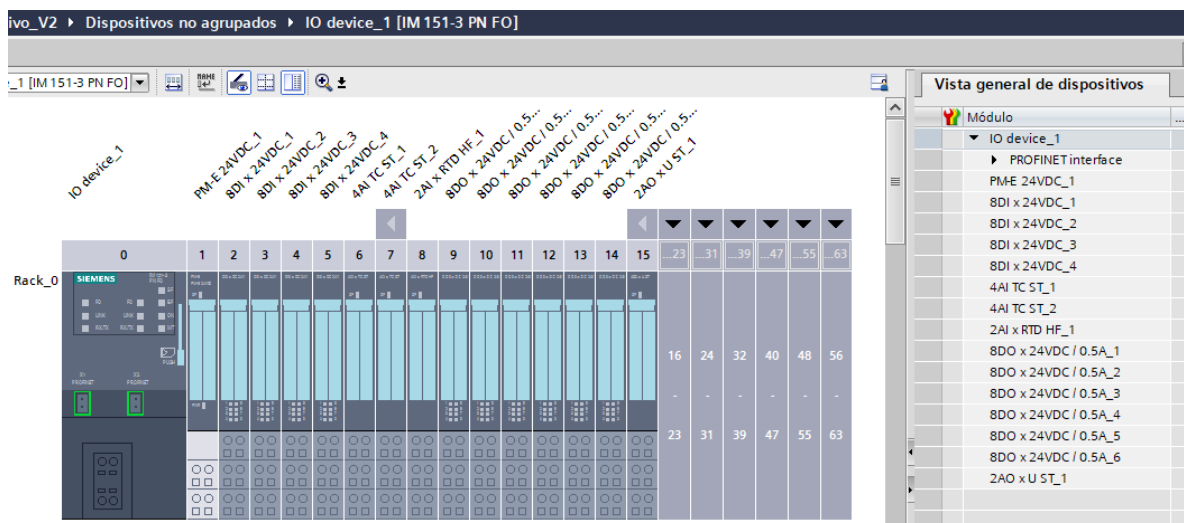 ivo_V2 ▸ Dispositivos no agrupados ▸ IO device_1 [IM 151-3 PN FO]
_1 [IM 151-3 PN FO]
NAME
Vista general de dispositivos
Módulo
...
IO device_1
PROFINET interface
PM-E 24VDC_1
8DI x 24VDC_1
8DI x 24VDC_2
8DI x 24VDC_3
8DI x 24VDC_4
4AI TC ST_1
4AI TC ST_2
2AI x RTD HF_1
8DO x 24VDC / 0.5A_1
8DO x 24VDC / 0.5A_2
8DO x 24VDC / 0.5A_3
8DO x 24VDC / 0.5A_4
8DO x 24VDC / 0.5A_5
8DO x 24VDC / 0.5A_6
2AO x U ST_1
IO device_1
PM-E 24VDC_1
8DI x 24VDC_1
8DI x 24VDC_2
8DI x 24VDC_3
8DI x 24VDC_4
4AI TC ST_1
4AI TC ST_2
2AI x RTD HF_1
8DO x 24VDC / 0.5...
8DO x 24VDC / 0.5...
8DO x 24VDC / 0.5...
8DO x 24VDC / 0.5...
8DO x 24VDC / 0.5...
8DO x 24VDC / 0.5...
2AO x U ST_1
0 1 2 3 4 5 6 7 8 9 10 11 12 13 14 15 ...23 ...31 ...39 ...47 ...55 ...63
Rack_0
SIEMENS
LINK LINK
PUSH
X1 X2
PROFINET PROFINET
16 24 32 40 48 56
- - - - - -
23 31 39 47 55 63